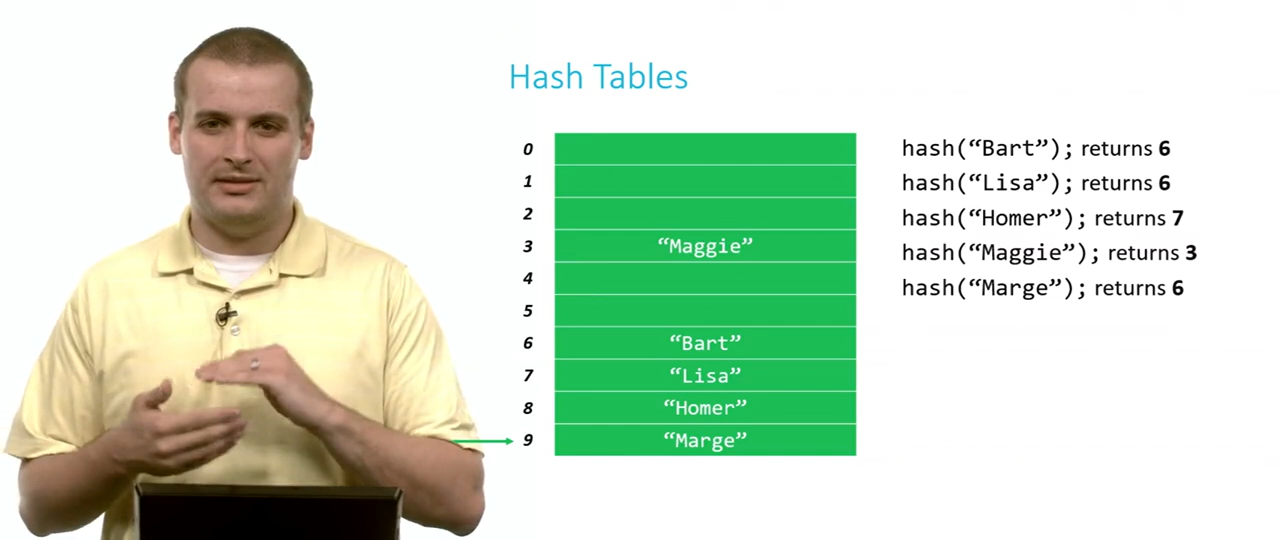 Hash Tables
0
1
2
3 “Maggie”
4
5
6 “Bart”
7 “Lisa”
8 “Homer”
9 “Marge”
hash(“Bart”); returns 6
hash(“Lisa”); returns 6
hash(“Homer”); returns 7
hash(“Maggie”); returns 3
hash(“Marge”); returns 6